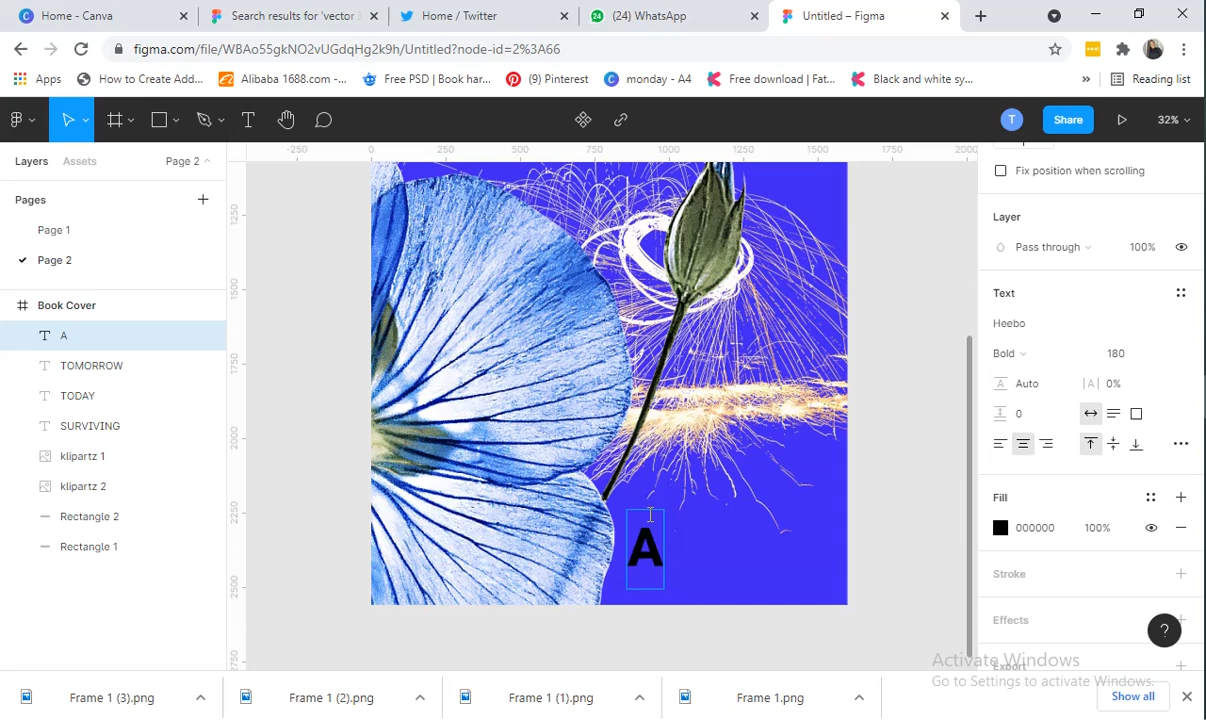 Home - Canva
Search results for 'vector
Home / Twitter
(24) WhatsApp
Untitled – Figma
figma.com/file/WBAo55gkNO2vUGdqHg2k9h/Untitled?node-id=2%3A66
Apps
How to Create Add...
Alibaba 1688.com -...
Free PSD | Book har...
(9) Pinterest
monday - A4
Free download | Fat...
Black and white sy...
»
Reading list
T
Share
32%
Layers
Assets
Page 2
-250 0 250 500 750 1000 1250 1500 1750 2000
Fix position when scrolling
Pages
Page 1
Page 2
1250
Layer
Pass through
100%
Book Cover
1500
Text
A
Heebo
TOMORROW
Bold
180
1750
TODAY
Auto
0%
SURVIVING
0
2000
klipartz 1
klipartz 2
Fill
Rectangle 2
2250
000000
100%
Rectangle 1
A
Stroke
2500
Effects
?
2750
Export
Activate Windows
Go to Settings to activate Windows.
Frame 1 (3).png
Frame 1 (2).png
Frame 1 (1).png
Frame 1.png
Show all